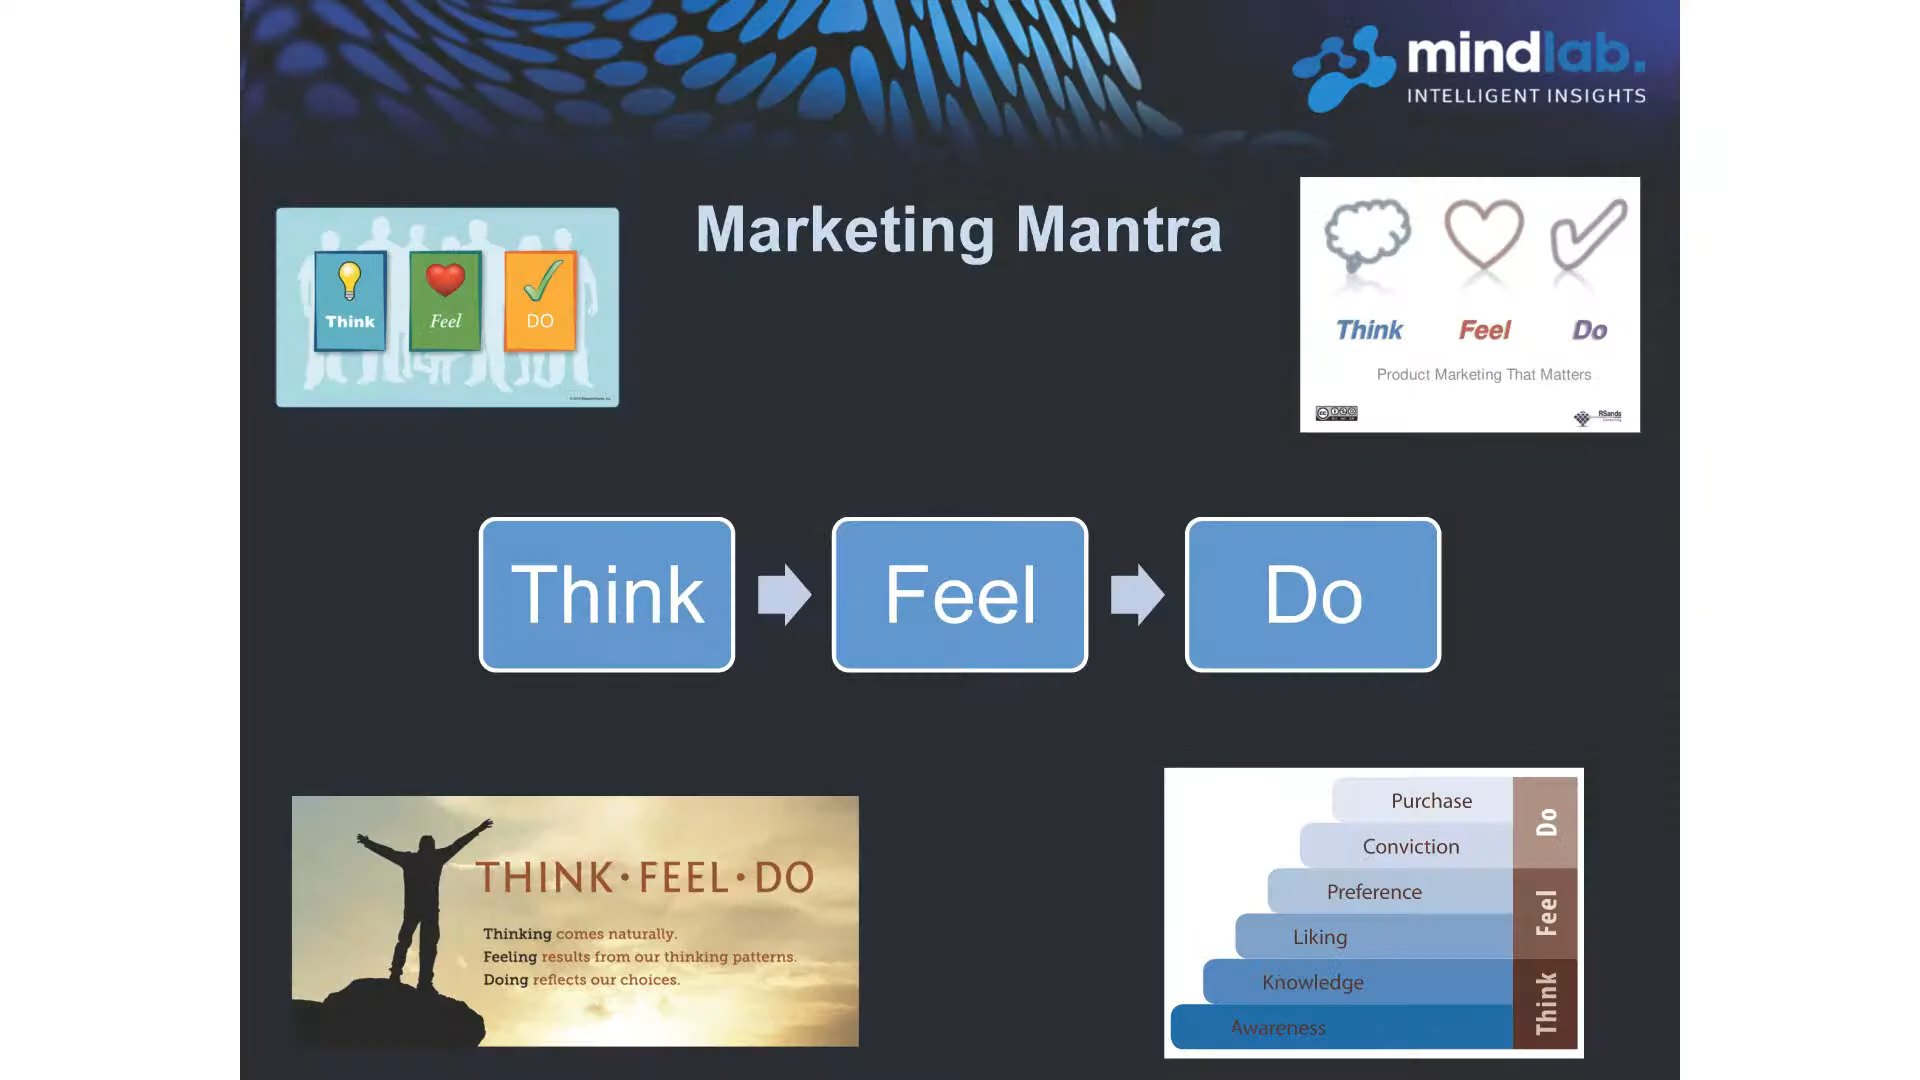 mindlab.
INTELLIGENT INSIGHTS
Marketing Mantra
Think
Feel
DO
Think Feel Do
Product Marketing That Matters
RSands
Think
Feel
Do
THINK•FEEL•DO
Thinking comes naturally.
Feeling results from our thinking patterns.
Doing reflects our choices.
Purchase
Conviction
Preference
Liking
Knowledge
Awareness
Do
Feel
Think